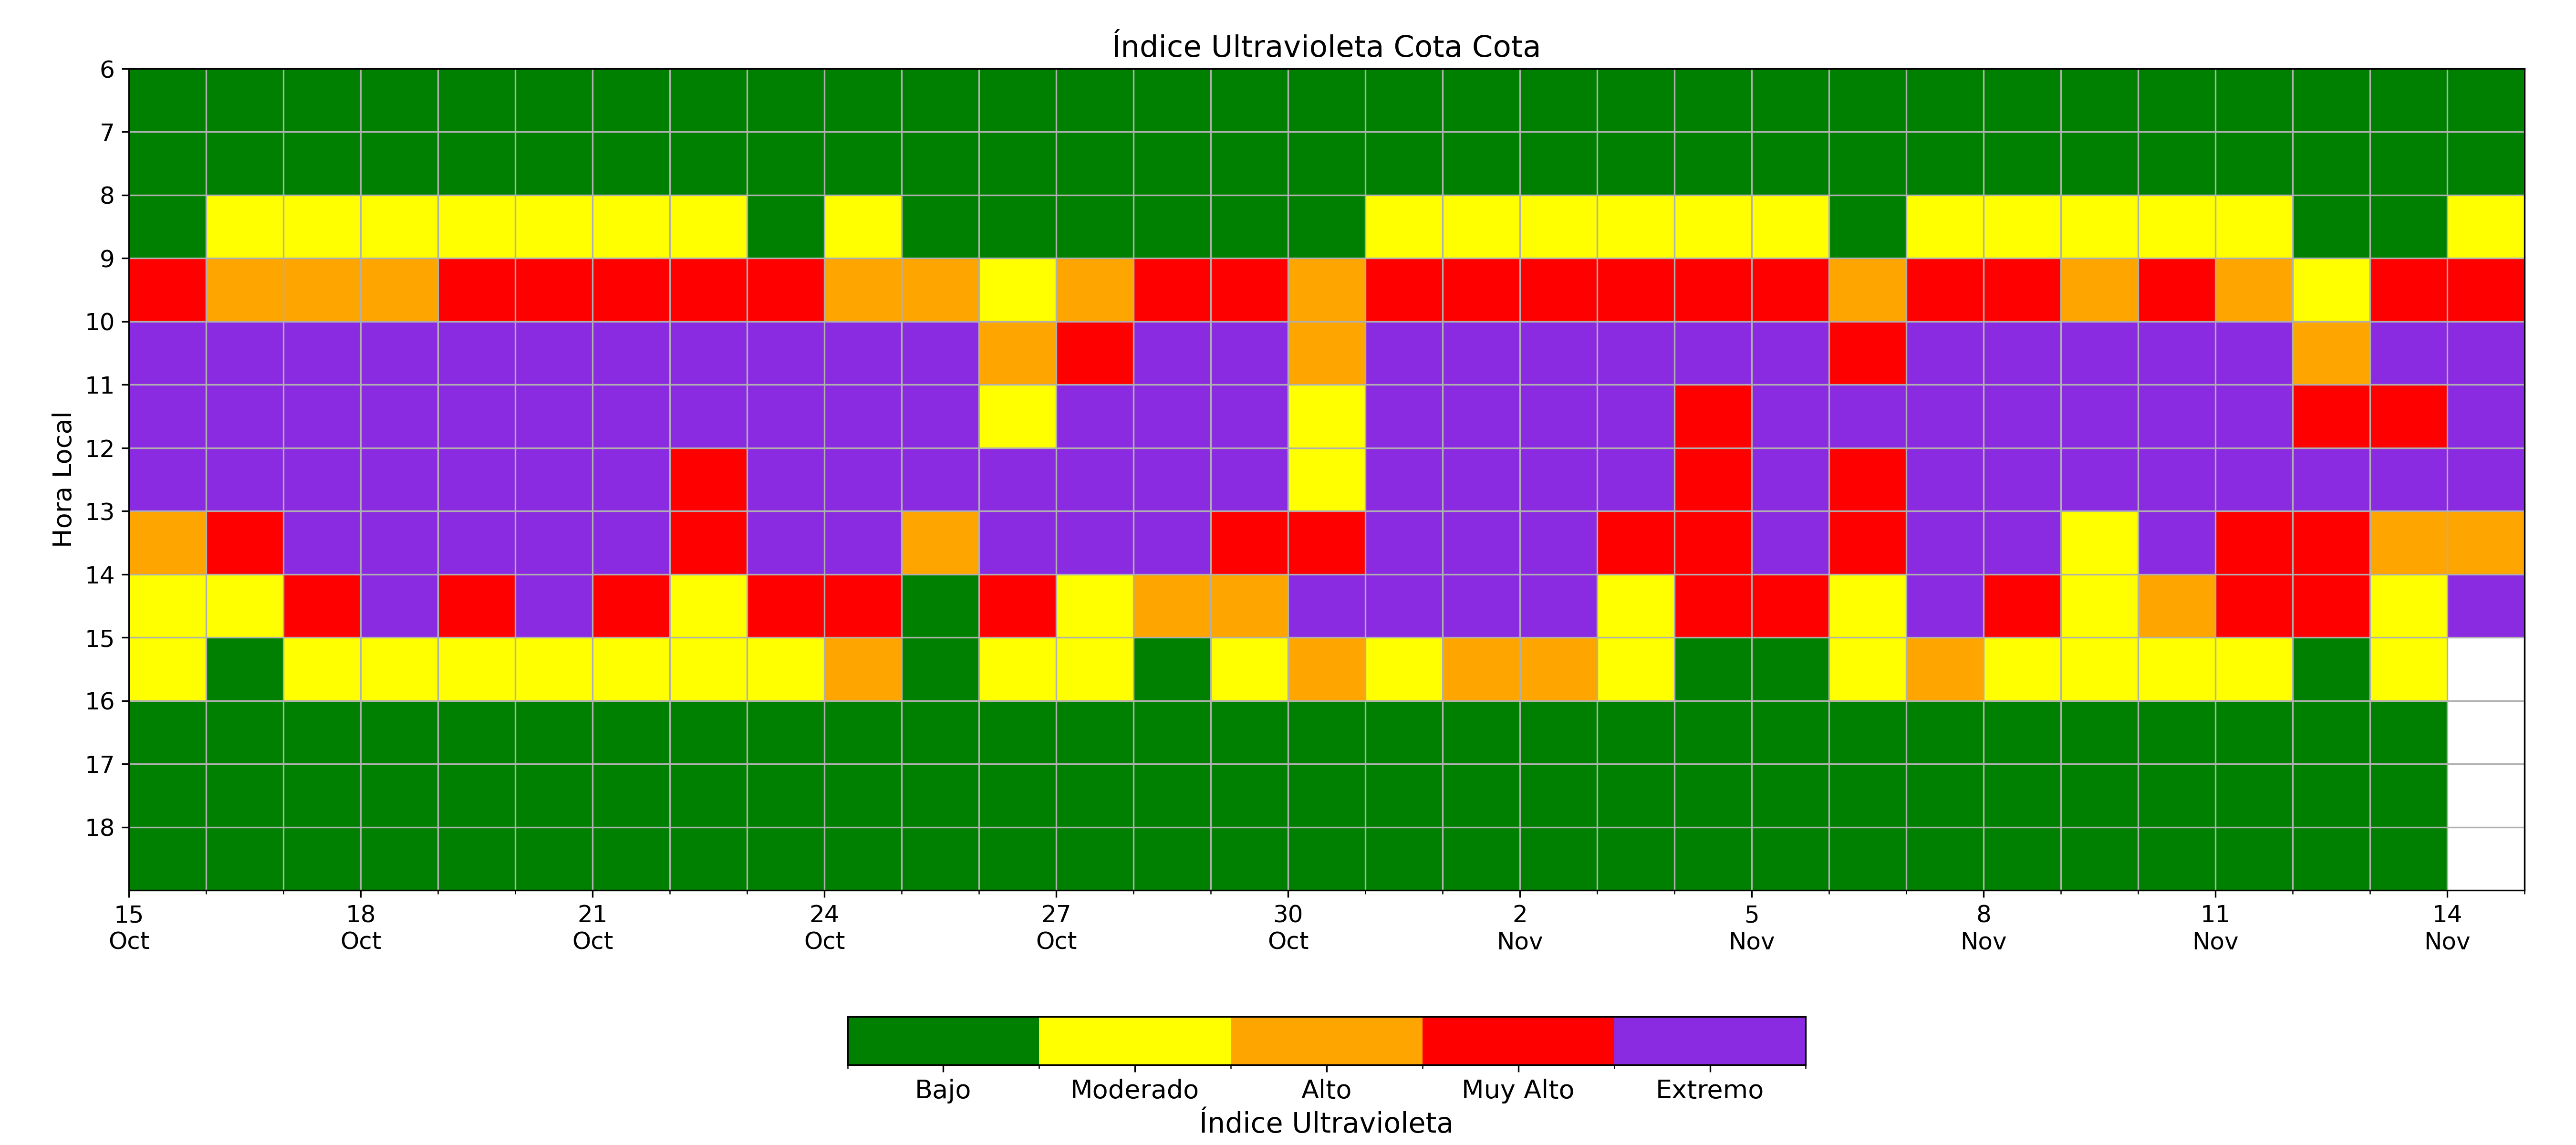 Índice Ultravioleta Cota Cota
Hora Local
6
7
8
9
10
11
12
13
14
15
16
17
18
15 18 21 24 27 30 2 5 8 11 14
Oct Oct Oct Oct Oct Oct Nov Nov Nov Nov Nov
Bajo Moderado Alto Muy Alto Extremo
Índice Ultravioleta